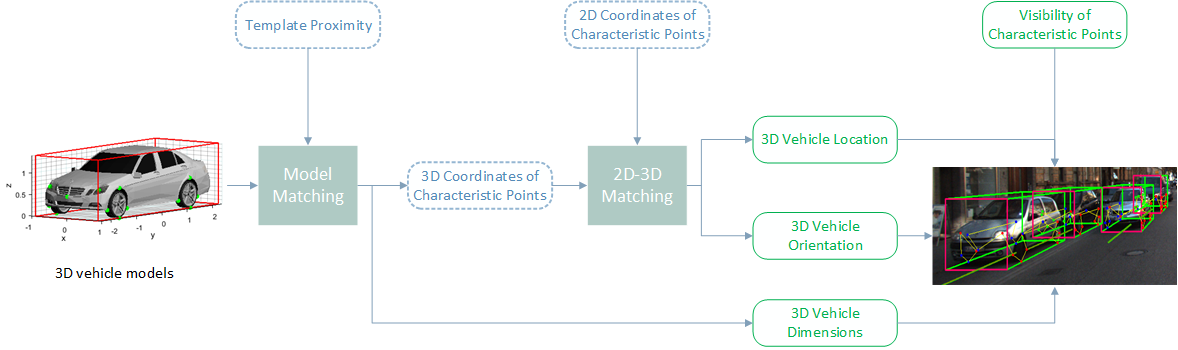 Template Proximity
2D Coordinates of
Characteristic Points
Visibility of
Characteristic Points
3D Vehicle Location
Model
Matching
3D Coordinates of
Characteristic Points
2D-3D
Matching
3D Vehicle
Orientation
3D Vehicle
Dimensions
z
1
0.5
0
-1
0
1
x
-2
-1
0
1
2
y
3D vehicle models